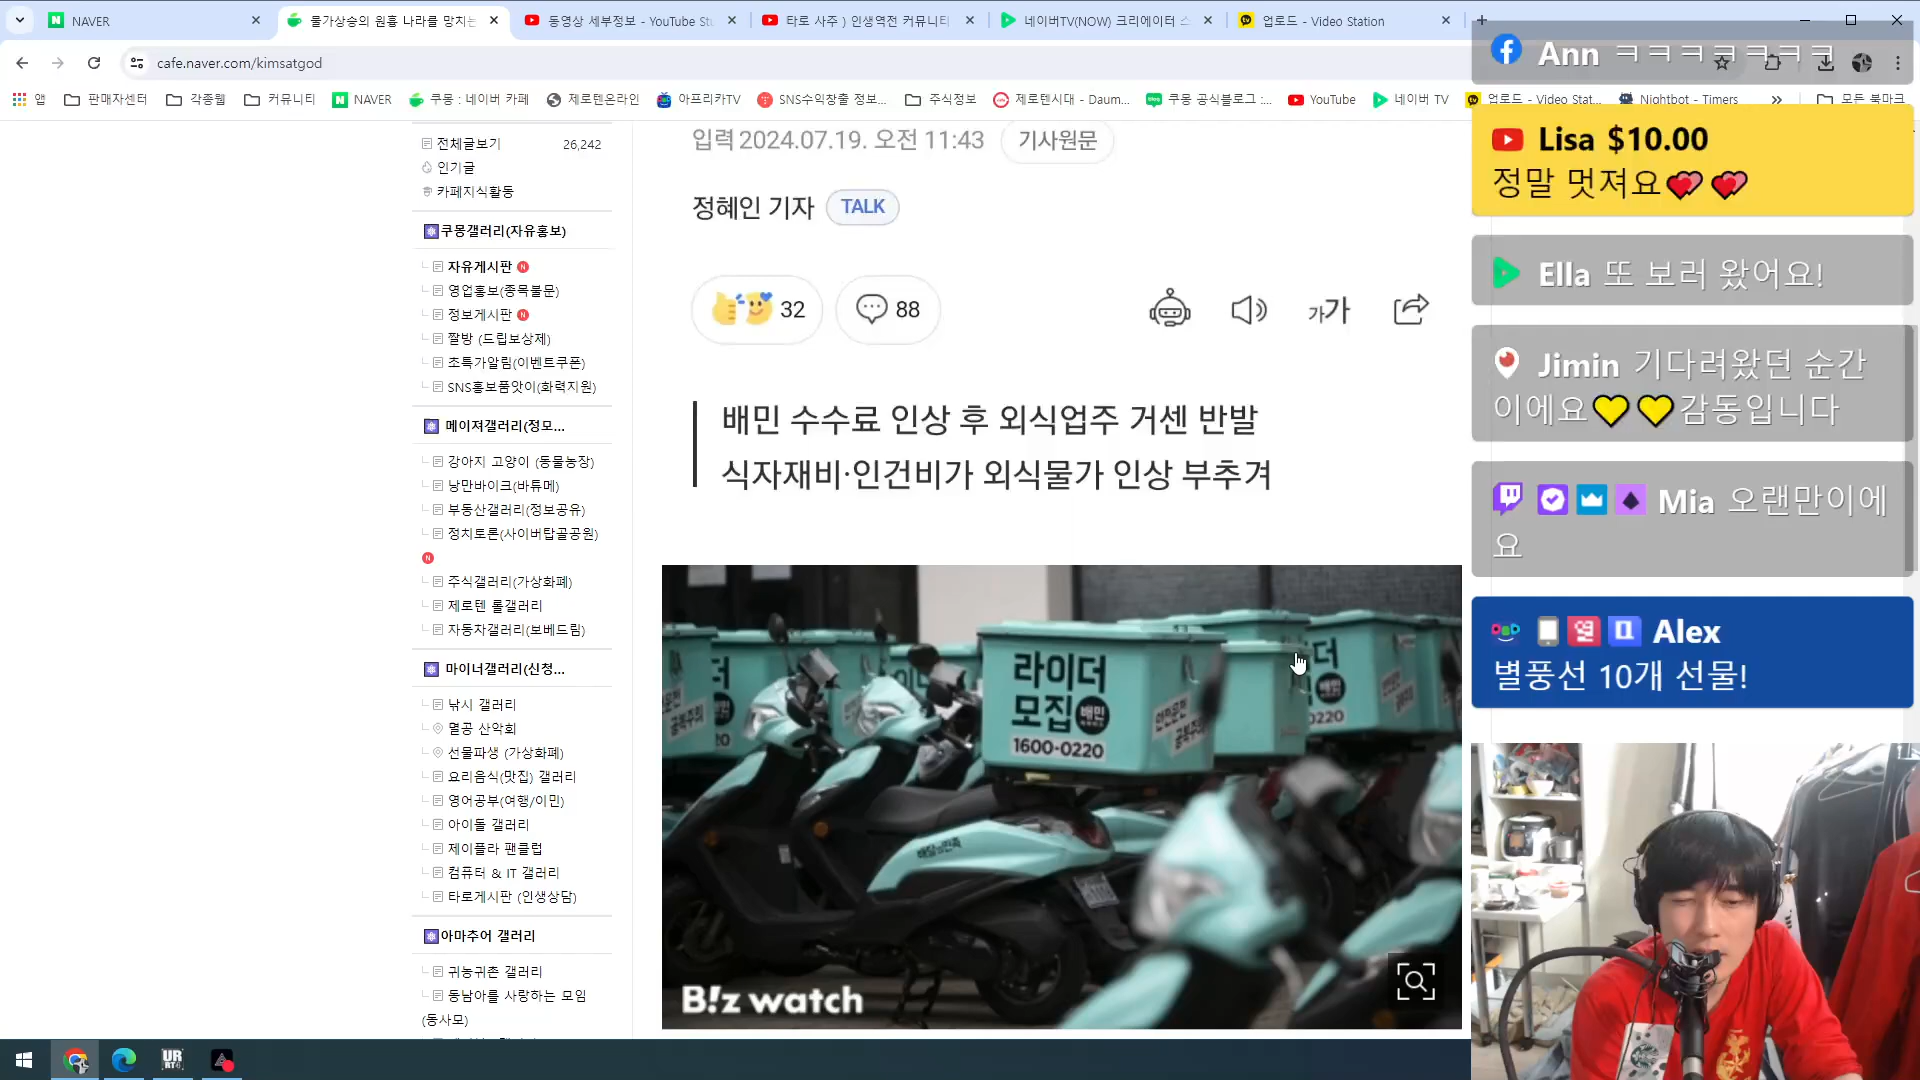 NAVER
물가상승의 원흉 나라를 망치는
동영상 세부정보 - YouTube St
타로 사주 ) 인생역전 커뮤니티
네이버TV(NOW) 크리에이터 스
업로드 - Video Station
cafe.naver.com/kimsatgod
앱
판매자센터
각종웹
커뮤니티
NAVER
쿠몽 : 네이버 카페
제로텐온라인
아프리카TV
SNS수익창출 정보...
주식정보
제로텐시대 - Daum...
쿠몽 공식블로그 :...
YouTube
네이버 TV
업로드 - Video Stat...
Nightbot - Timers
모든 북마크
전체글보기 26,242
인기글
카페지식활동
쿠몽갤러리(자유홍보)
자유게시판
영업홍보(종목불문)
정보게시판
짤방 (드립보상제)
초특가알림(이벤트쿠폰)
SNS홍보품앗이(화력지원)
메이져갤러리(정모...
강아지 고양이 (동물농장)
낭만바이크(바튜메)
부동산갤러리(정보공유)
정치토론(사이버탑골공원)
주식갤러리(가상화폐)
제로텐 롤갤러리
자동차갤러리(보베드림)
마이너갤러리(신청...
낚시 갤러리
멸공 산악회
선물파생 (가상화폐)
요리음식(맛집) 갤러리
영어공부(여행/이민)
아이돌 갤러리
제이플라 팬클럽
컴퓨터 & IT 갤러리
타로게시판 (인생상담)
아마추어 갤러리
귀농귀촌 갤러리
동남아를 사랑하는 모임
(동사모)
입력 2024.07.19. 오전 11:43 기사원문
정혜인 기자 TALK
32 88
가가
배민 수수료 인상 후 외식업주 거센 반발
식자재비·인건비가 외식물가 인상 부추겨
라이더
모집 배민
1600-0220
안전운전
0220
B!z watch
Ann ㅋㅋㅋㅋㅋㅋㅋ
Lisa $10.00
정말 멋져요
Ella 또 보러 왔어요!
Jimin 기다려왔던 순간
이에요 감동입니다
Mia 오랜만이에
요
열 Alex
별풍선 10개 선물!